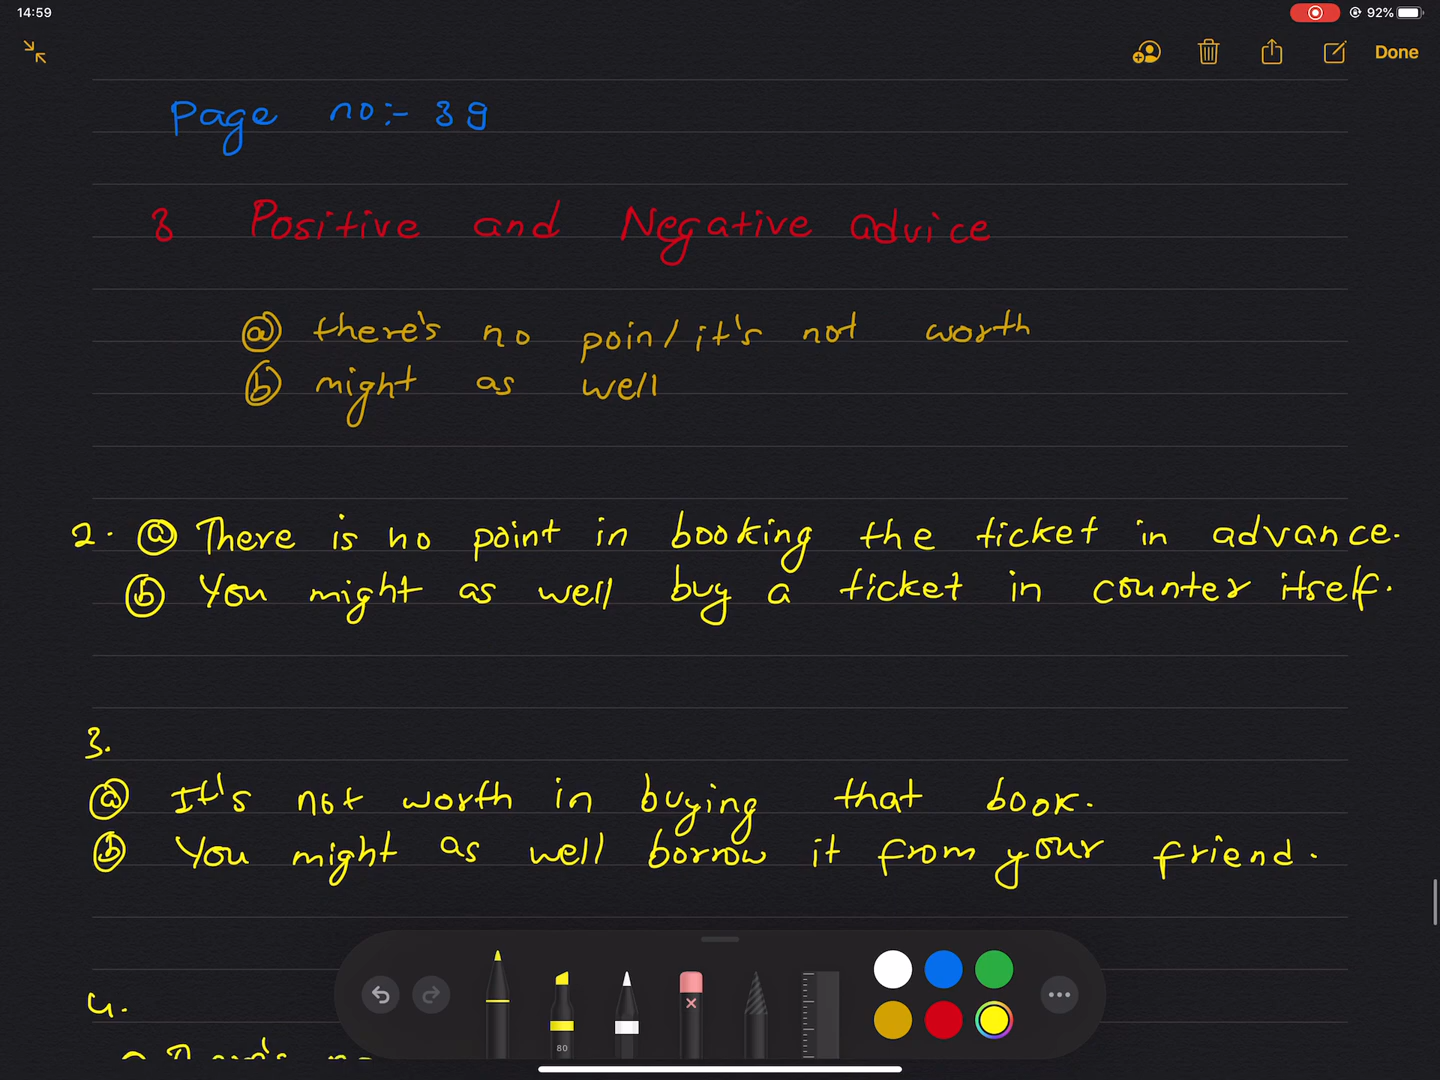 14:59
92%
Done
Page no:- 39
8 Positive and Negative advice
a there's no poin/it's not worth
b might as well
2. a There is no point in booking the ticket in advance.
b You might as well buy a ticket in counter itself.
3.
a It's not worth in buying that book.
b You might as well borrow it from your friend.
4.
80